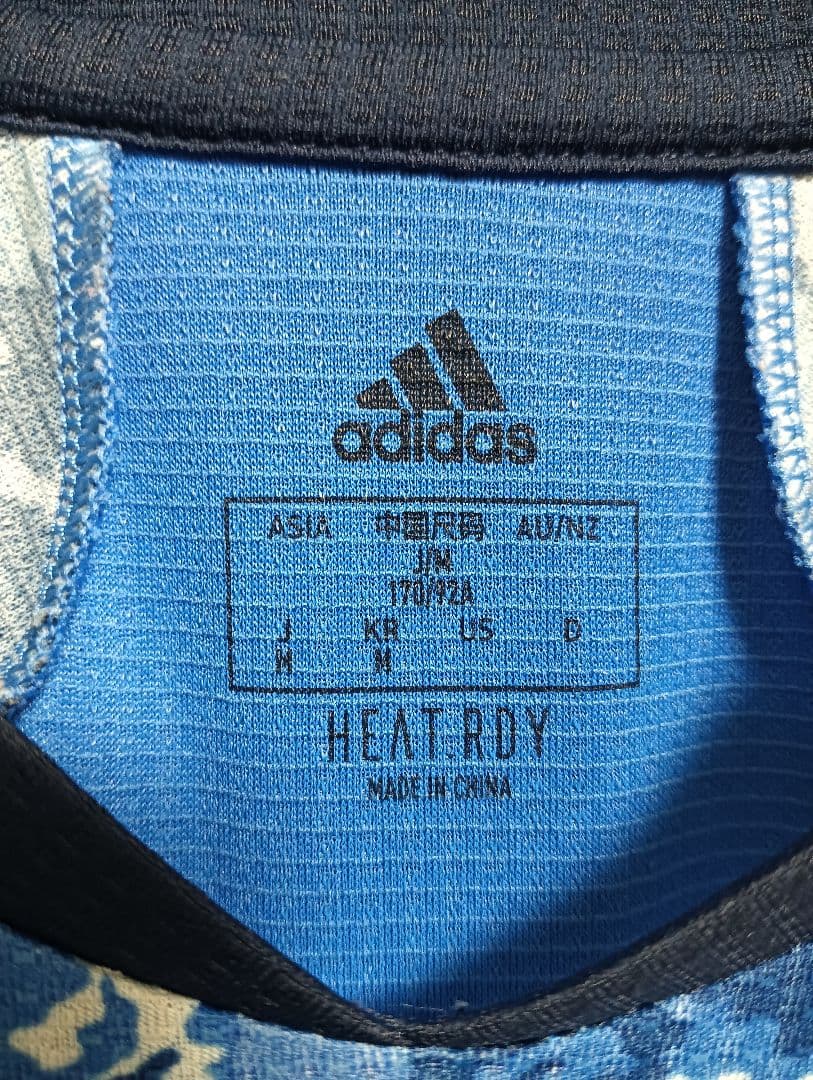 adidas
ASIA 中国尺码 AU/NZ
J/M
170/92A
J KR US D
M M
HEAT.RDY
MADE IN CHINA